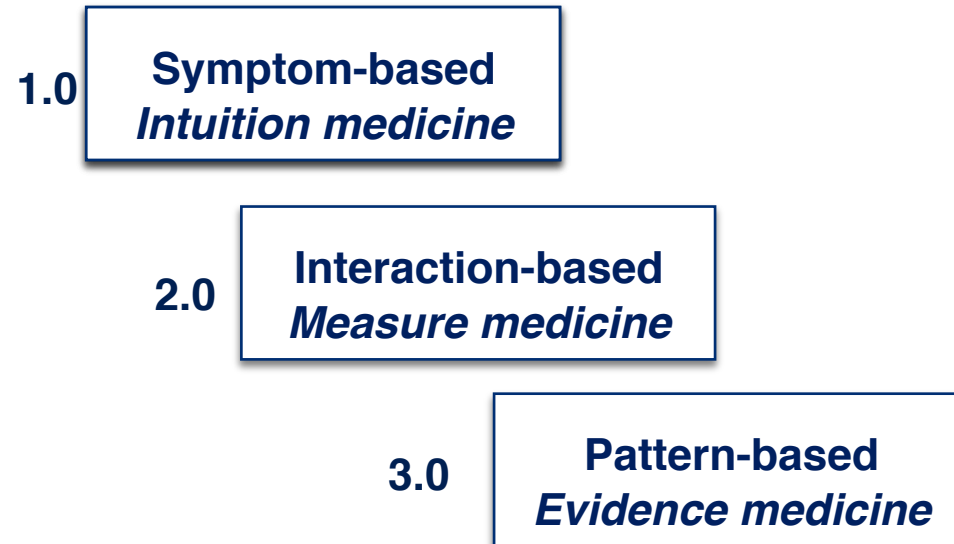 1.0
Symptom-based
Intuition medicine
2.0
Interaction-based
Measure medicine
3.0
Pattern-based
Evidence medicine